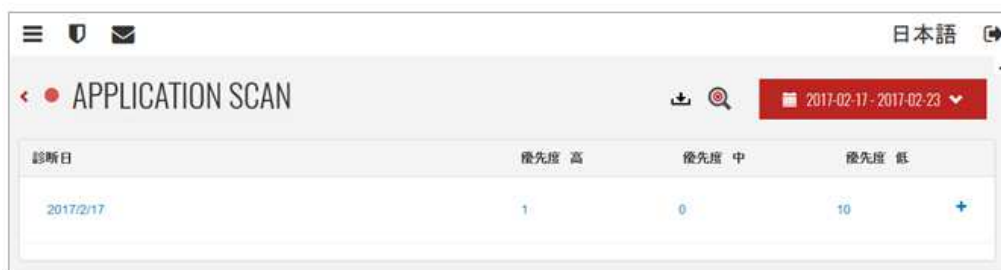 日本語
APPLICATION SCAN
2017-02-17 - 2017-02-23
診断日 優先度 高 優先度 中 優先度 低
2017/2/17 1 0 10 +